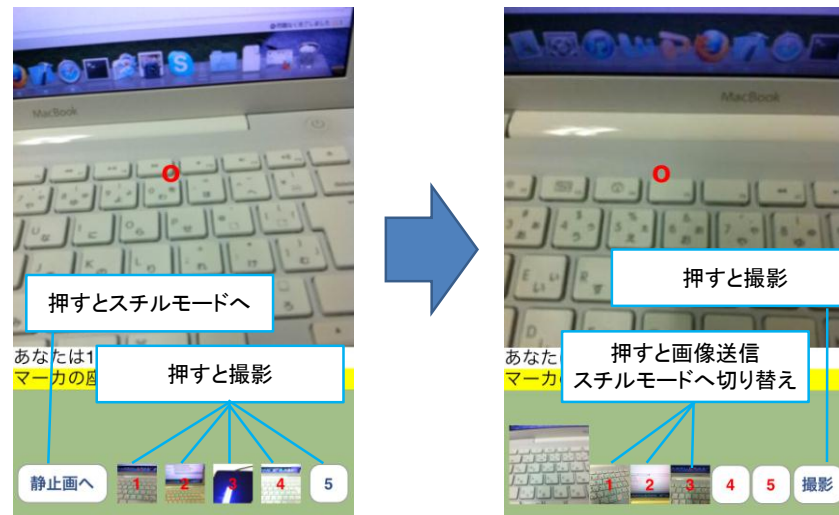 MacBook
O
押すとスチルモードへ
あなたは1
マーカの座
押すと撮影
静止画へ
1
2
3
4
5
MacBook
O
押すと撮影
あなた
マーカ
押すと画像送信
スチルモードへ切り替え
1
2
3
4
5
撮影